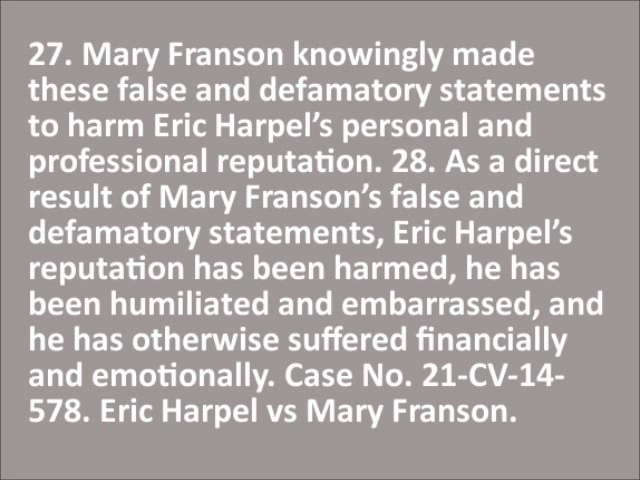 27. Mary Franson knowingly made
these false and defamatory statements
to harm Eric Harpel’s personal and
professional reputation. 28. As a direct
result of Mary Franson’s false and
defamatory statements, Eric Harpel’s
reputation has been harmed, he has
been humiliated and embarrassed, and
he has otherwise suffered financially
and emotionally. Case No. 21-CV-14-
578. Eric Harpel vs Mary Franson.